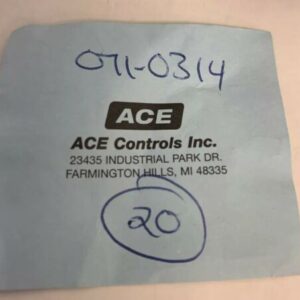 071-0314
ACE
ACE Controls Inc.
23435 INDUSTRIAL PARK DR.
FARMINGTON HILLS, MI 48335
20